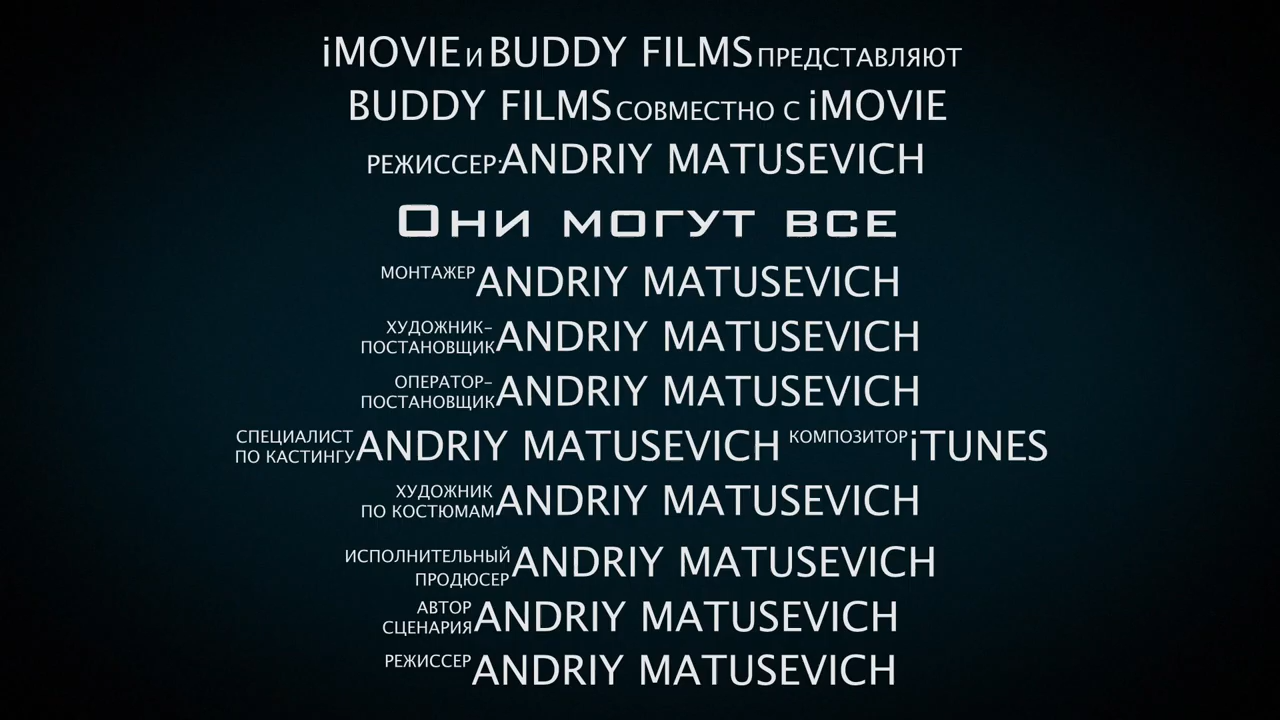 iMOVIE и BUDDY FILMS ПРЕДСТАВЛЯЮТ
BUDDY FILMS СОВМЕСТНО С iMOVIE
РЕЖИССЕР: ANDRIY MATUSEVICH
Они могут все
МОНТАЖЕР ANDRIY MATUSEVICH
ХУДОЖНИК-ПОСТАНОВЩИК ANDRIY MATUSEVICH
ОПЕРАТОР-ПОСТАНОВЩИК ANDRIY MATUSEVICH
СПЕЦИАЛИСТ ПО КАСТИНГУ ANDRIY MATUSEVICH КОМПОЗИТОР iTUNES
ХУДОЖНИК ПО КОСТЮМАМ ANDRIY MATUSEVICH
ИСПОЛНИТЕЛЬНЫЙ ПРОДЮСЕР ANDRIY MATUSEVICH
АВТОР СЦЕНАРИЯ ANDRIY MATUSEVICH
РЕЖИССЕР ANDRIY MATUSEVICH